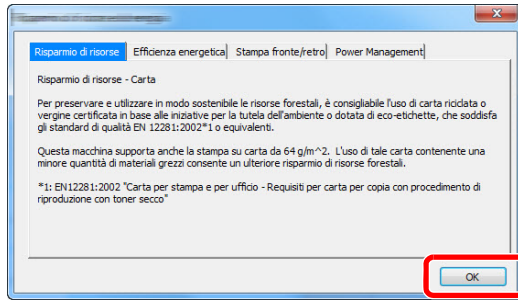 Risparmio di risorse Efficienza energetica Stampa fronte/retro Power Management
Risparmio di risorse - Carta
Per preservare e utilizzare in modo sostenibile le risorse forestali, è consigliabile l'uso di carta riciclata o
vergine certificata in base alle iniziative per la tutela dell'ambiente o dotata di eco-etichette, che soddisfa
gli standard di qualità EN 12281:2002*1 o equivalenti.
Questa macchina supporta anche la stampa su carta da 64 g/m^2. L'uso di tale carta contenente una
minore quantità di materiali grezzi consente un ulteriore risparmio di risorse forestali.
*1: EN12281:2002 "Carta per stampa e per ufficio - Requisiti per carta per copia con procedimento di
riproduzione con toner secco"
OK